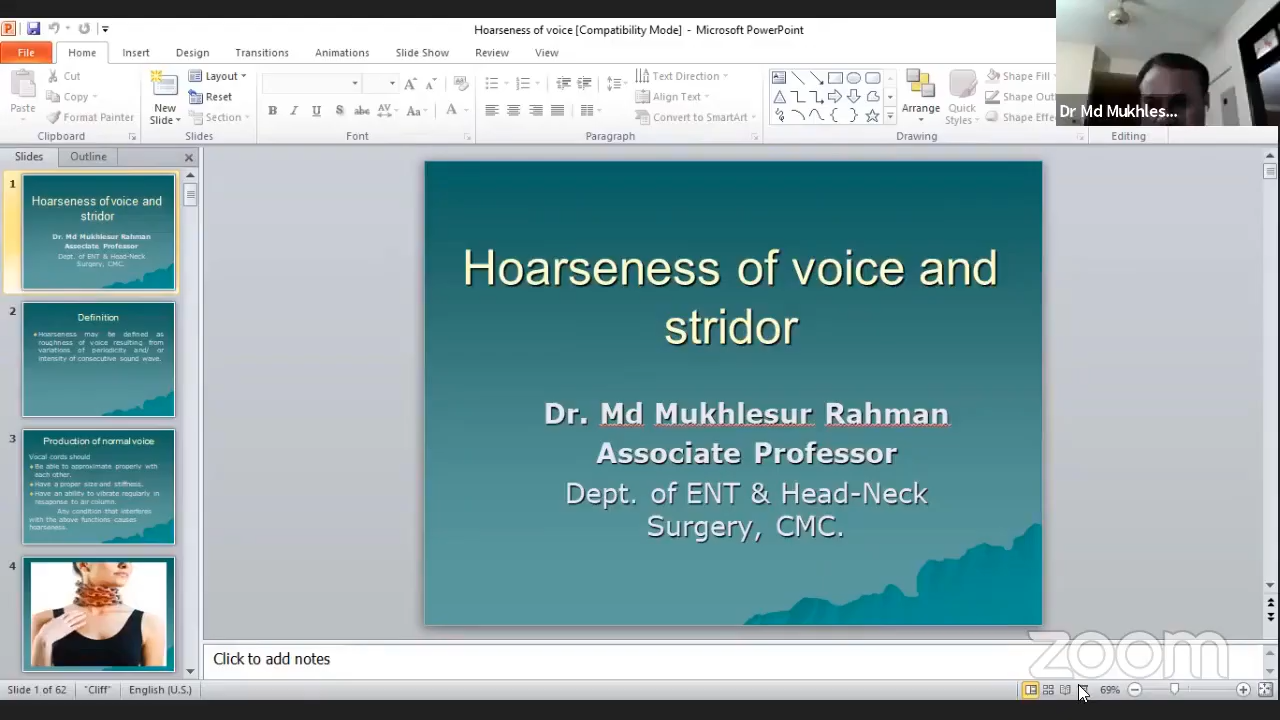 Hoarseness of voice [Compatibility Mode] - Microsoft PowerPoint
File Home Insert Design Transitions Animations Slide Show Review View
Paste
Cut
Copy
Format Painter
Clipboard
New Slide
Layout
Reset
Section
Slides
B I U S abc AV Aa A
Font
Text Direction
Align Text
Convert to SmartArt
Paragraph
Arrange
Quick Styles
Shape Fill
Shape Out
Shape Effe
Drawing
Editing
Dr Md Mukhles...
Slides Outline
1
Hoarseness of voice and
stridor
Dr. Md Mukhlesur Rahman
Associate Professor
Dept. of ENT & Head-Neck
Surgery, CMC.
2
Definition
Hoarseness may be defined as
roughness of voice resulting from
variations of periodicity and/ or
intensity of consecutive sound wave.
3
Production of normal voice
Vocal cords should
Be able to approximate properly with
each other.
Have a proper size and stiffness.
Have an ability to vibrate regularly in
response to air column.
Any condition that interferes
with the above functions causes
hoarseness.
4
Hoarseness of voice and
stridor
Dr. Md Mukhlesur Rahman
Associate Professor
Dept. of ENT & Head-Neck
Surgery, CMC.
Click to add notes
zoom
Slide 1 of 62 "Cliff" English (U.S.) 69%